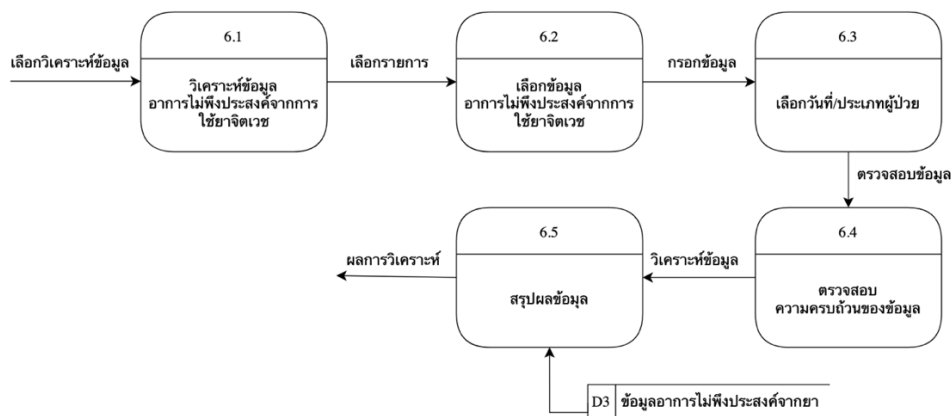 6.1
6.2
6.3
เลือกวิเคราะห์ข้อมูล
เลือกรายการ
กรอกข้อมูล
วิเคราะห์ข้อมูล
อาการไม่พึงประสงค์จากการ
ใช้ยาจิตเวช
เลือกข้อมูล
อาการไม่พึงประสงค์จากการ
ใช้ยาจิตเวช
เลือกวันที่/ประเภทผู้ป่วย
ตรวจสอบข้อมูล
6.5
6.4
ผลการวิเคราะห์
วิเคราะห์ข้อมูล
สรุปผลข้อมุล
ตรวจสอบ
ความครบถ้วนของข้อมูล
D3 ข้อมูลอาการไม่พึงประสงค์จากยา